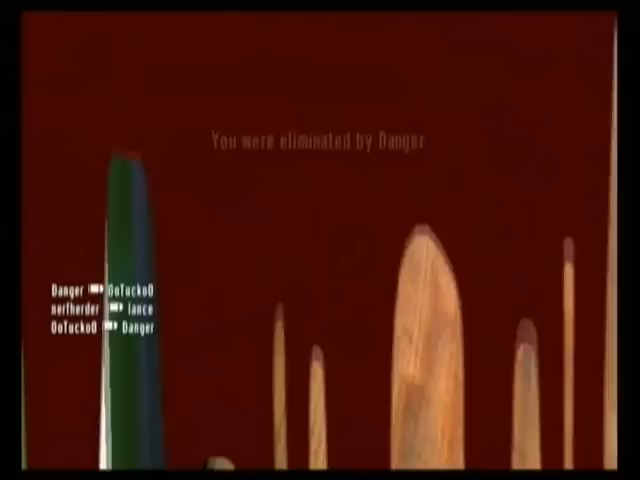 You were eliminated by Danger
Danger OoTuckoO
nerfherder lance
OoTuckoO Danger